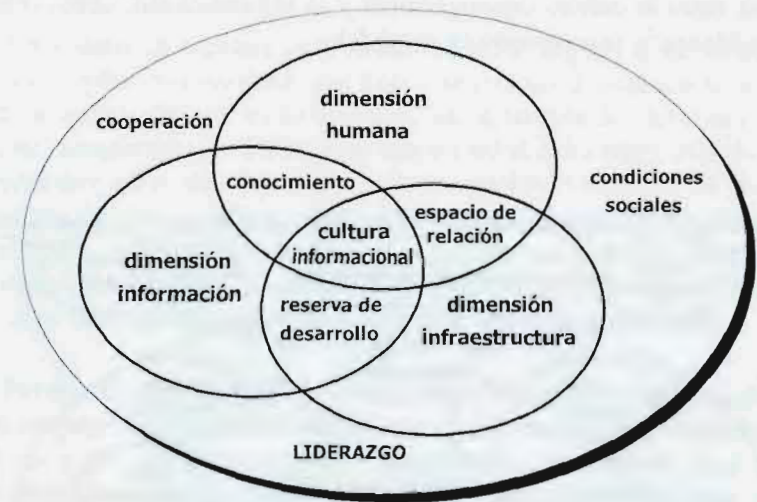 dimensión
humana
cooperación
condiciones
sociales
conocimiento
espacio de
relación
cultura
informacional
dimensión
información
reserva de
desarrollo
dimensión
infraestructura
LIDERAZGO